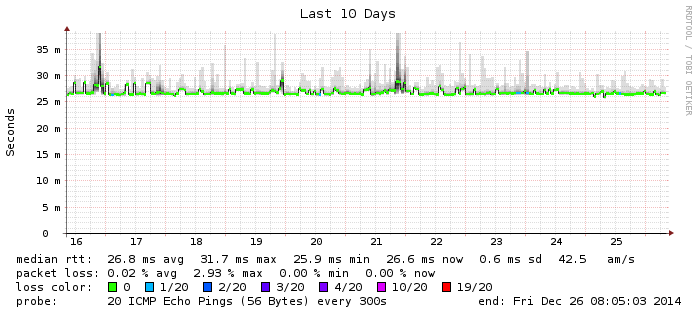 Last 10 Days
RRDTOOL / TOBI OETIKER
Seconds
35 m
30 m
25 m
20 m
15 m
10 m
5 m
0
16 17 18 19 20 21 22 23 24 25
median rtt: 26.8 ms avg 31.7 ms max 25.9 ms min 26.6 ms now 0.6 ms sd 42.5 am/s
packet loss: 0.02 % avg 2.93 % max 0.00 % min 0.00 % now
loss color: 0 1/20 2/20 3/20 4/20 10/20 19/20
probe: 20 ICMP Echo Pings (56 Bytes) every 300s end: Fri Dec 26 08:05:03 2014